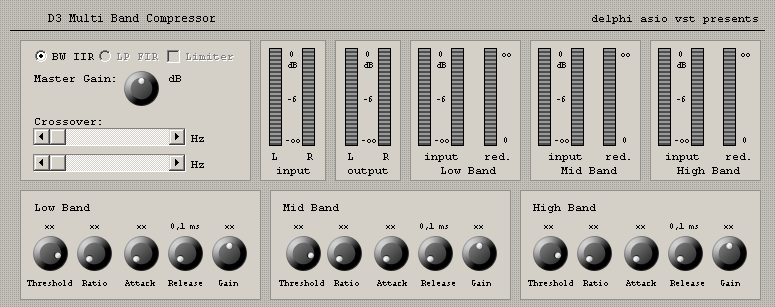 D3 Multi Band Compressor
delphi asio vst presents
BW IIR LP FIR Limiter
Master Gain: dB
Crossover:
Hz
Hz
0
dB
-6
-oo
L R
input
0
dB
-6
-oo
L R
output
0 oo
dB
-6
-oo 0
input red.
Low Band
0 oo
dB
-6
-oo 0
input red.
Mid Band
0 oo
dB
-6
-oo 0
input red.
High Band
Low Band
xx xx xx 0,1 ms xx
Threshold Ratio Attack Release Gain
Mid Band
xx xx xx 0,1 ms xx
Threshold Ratio Attack Release Gain
High Band
xx xx xx 0,1 ms xx
Threshold Ratio Attack Release Gain